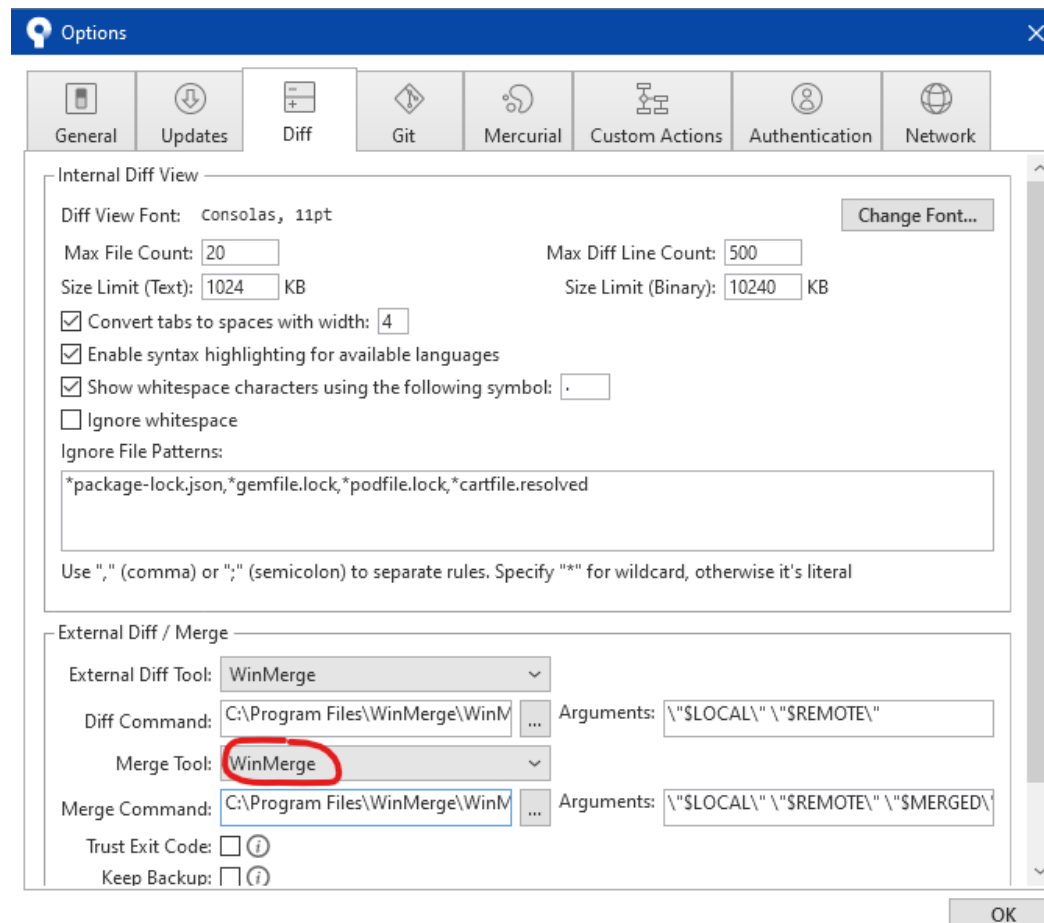 Options
General Updates Diff Git Mercurial Custom Actions Authentication Network
Internal Diff View
Diff View Font: Consolas, 11pt Change Font...
Max File Count: 20 Max Diff Line Count: 500
Size Limit (Text): 1024 KB Size Limit (Binary): 10240 KB
Convert tabs to spaces with width: 4
Enable syntax highlighting for available languages
Show whitespace characters using the following symbol: ·
Ignore whitespace
Ignore File Patterns:
*package-lock.json,*gemfile.lock,*podfile.lock,*cartfile.resolved
Use "," (comma) or ";" (semicolon) to separate rules. Specify "*" for wildcard, otherwise it's literal
External Diff / Merge
External Diff Tool: WinMerge
Diff Command: C:\Program Files\WinMerge\WinM ... Arguments: \"$LOCAL\" \"$REMOTE\"
Merge Tool: WinMerge
Merge Command: C:\Program Files\WinMerge\WinM ... Arguments: \"$LOCAL\" \"$REMOTE\" \"$MERGED\"
Trust Exit Code:
Keep Backup:
OK